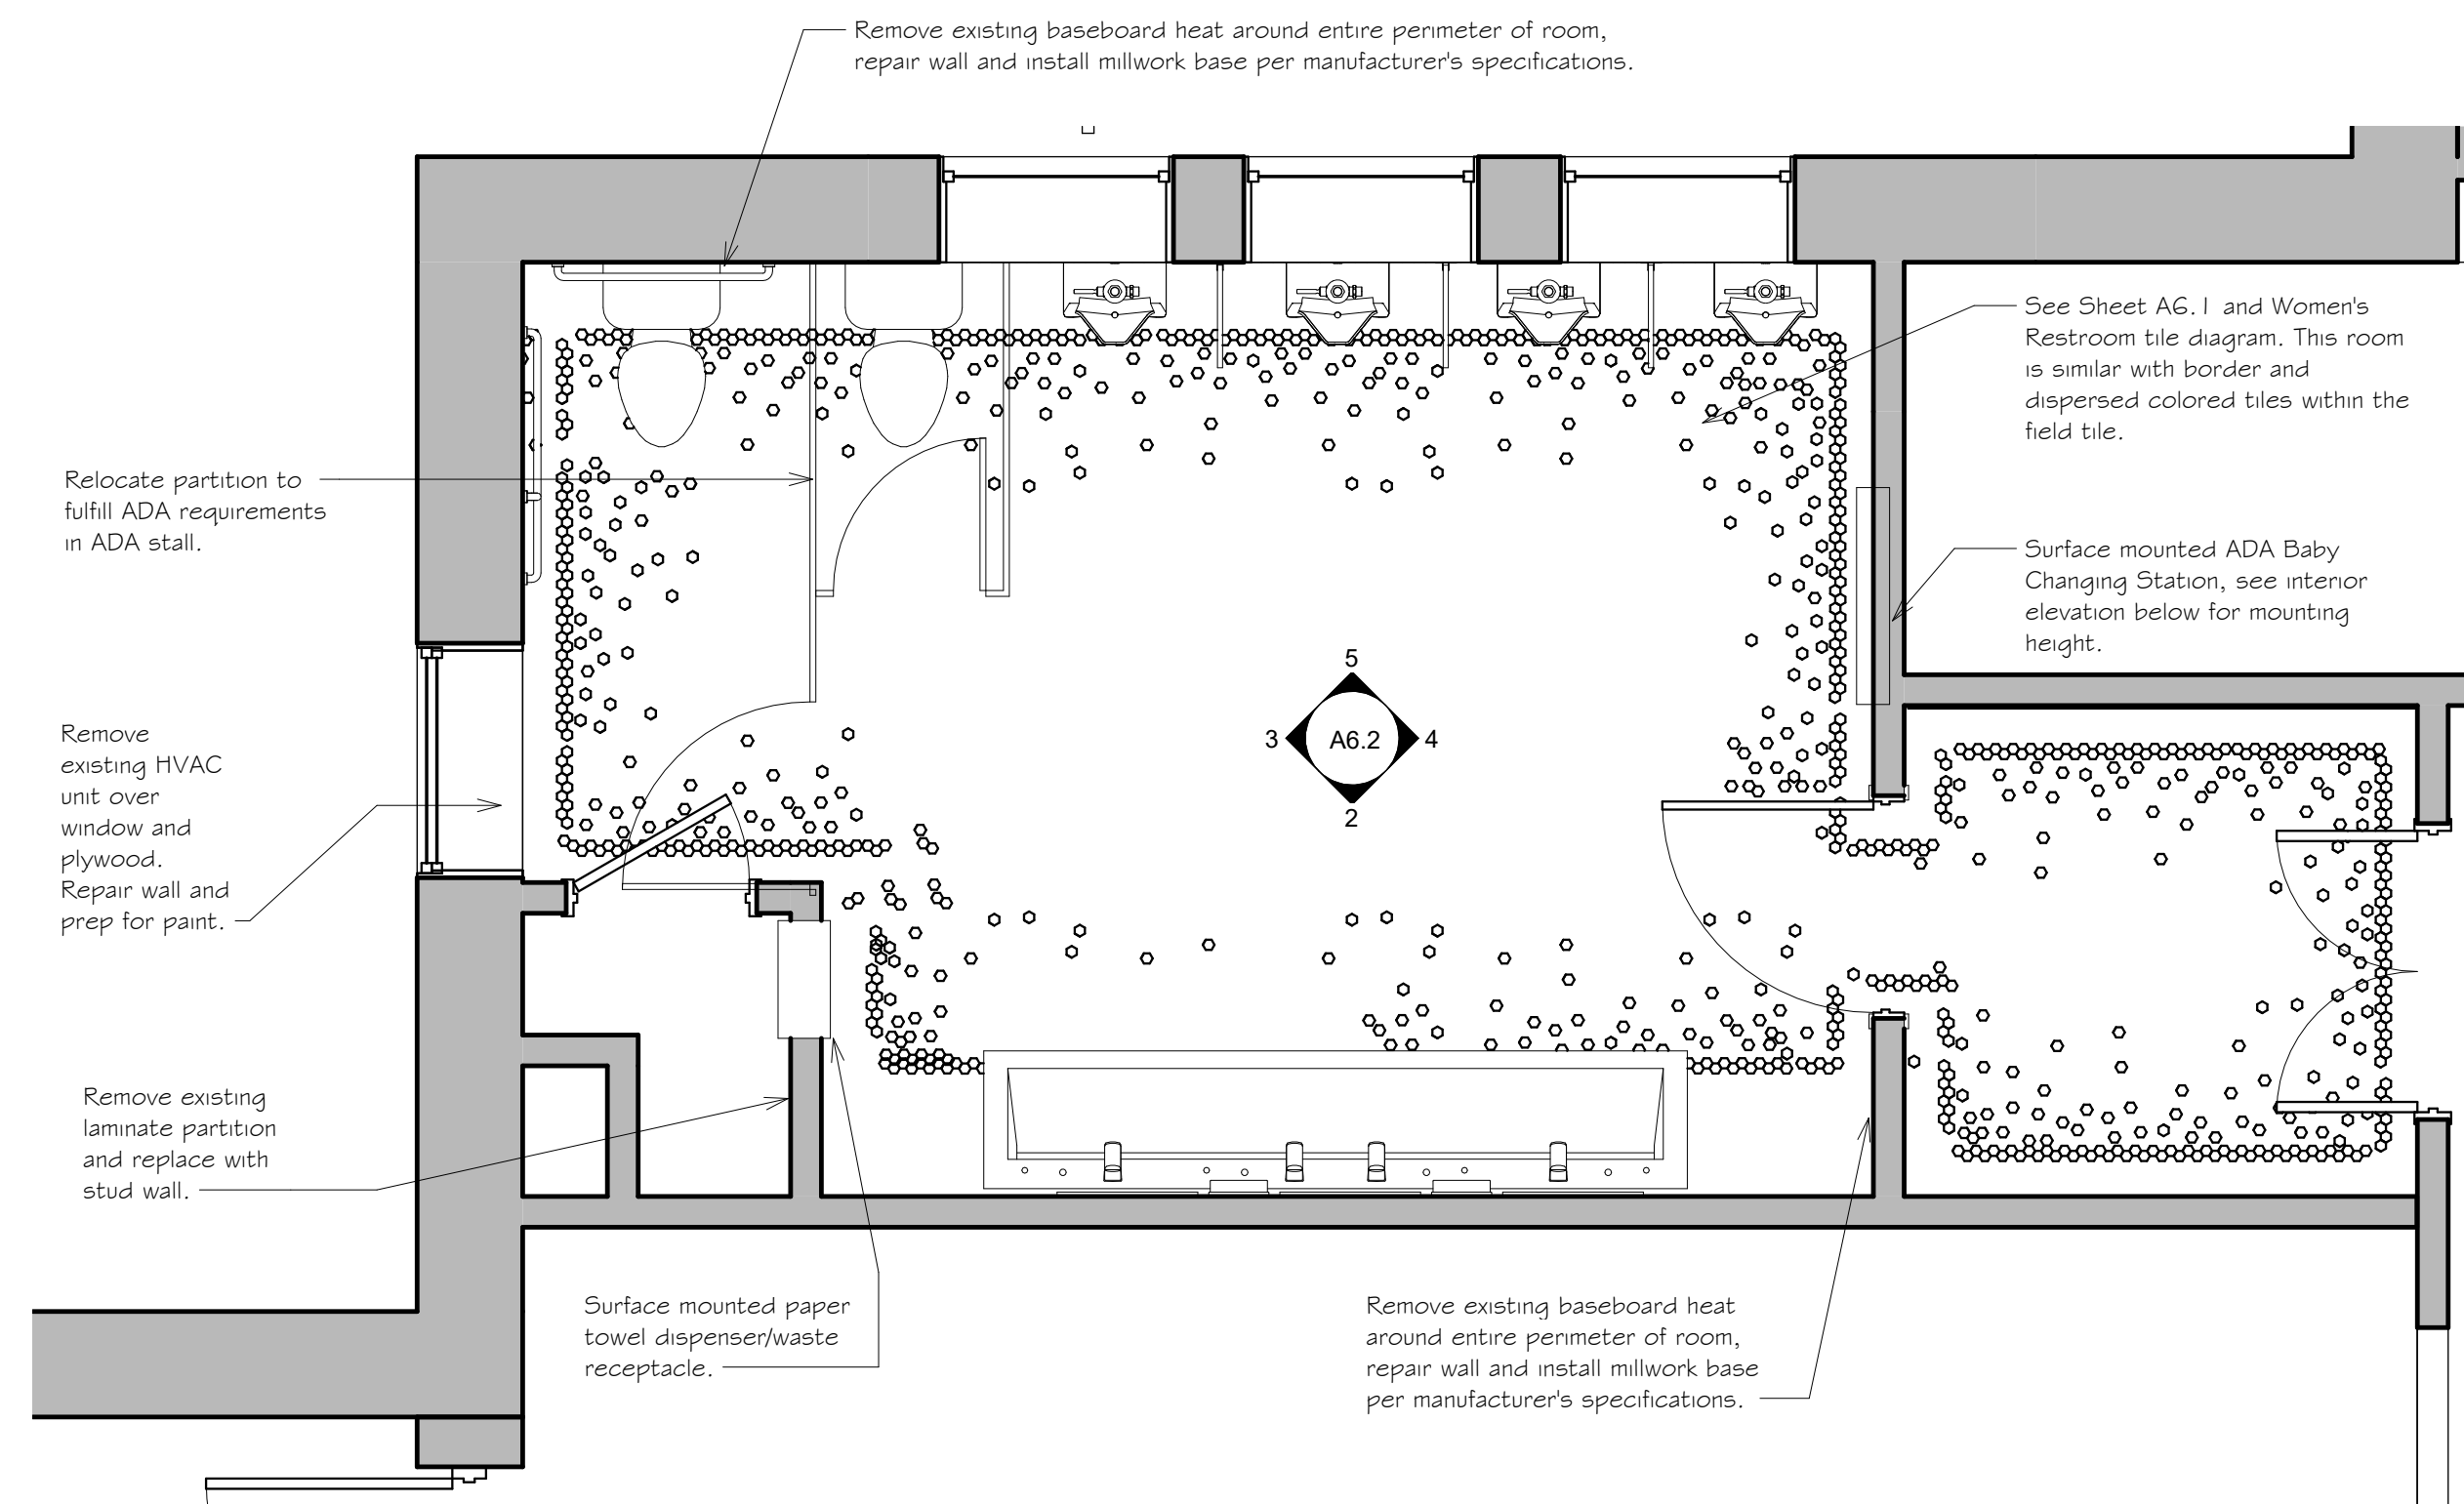 Remove existing baseboard heat around entire perimeter of room,
repair wall and install millwork base per manufacturer's specifications.
See Sheet A6.1 and Women's
Restroom tile diagram. This room
is similar with border and
dispersed colored tiles within the
field tile.
Relocate partition to
fulfill ADA requirements
in ADA stall.
Surface mounted ADA Baby
Changing Station, see interior
elevation below for mounting
height.
5
3
A6.2
4
2
Remove
existing HVAC
unit over
window and
plywood.
Repair wall and
prep for paint.
Remove existing
laminate partition
and replace with
stud wall.
Surface mounted paper
towel dispenser/waste
receptacle.
Remove existing baseboard heat
around entire perimeter of room,
repair wall and install millwork base
per manufacturer's specifications.